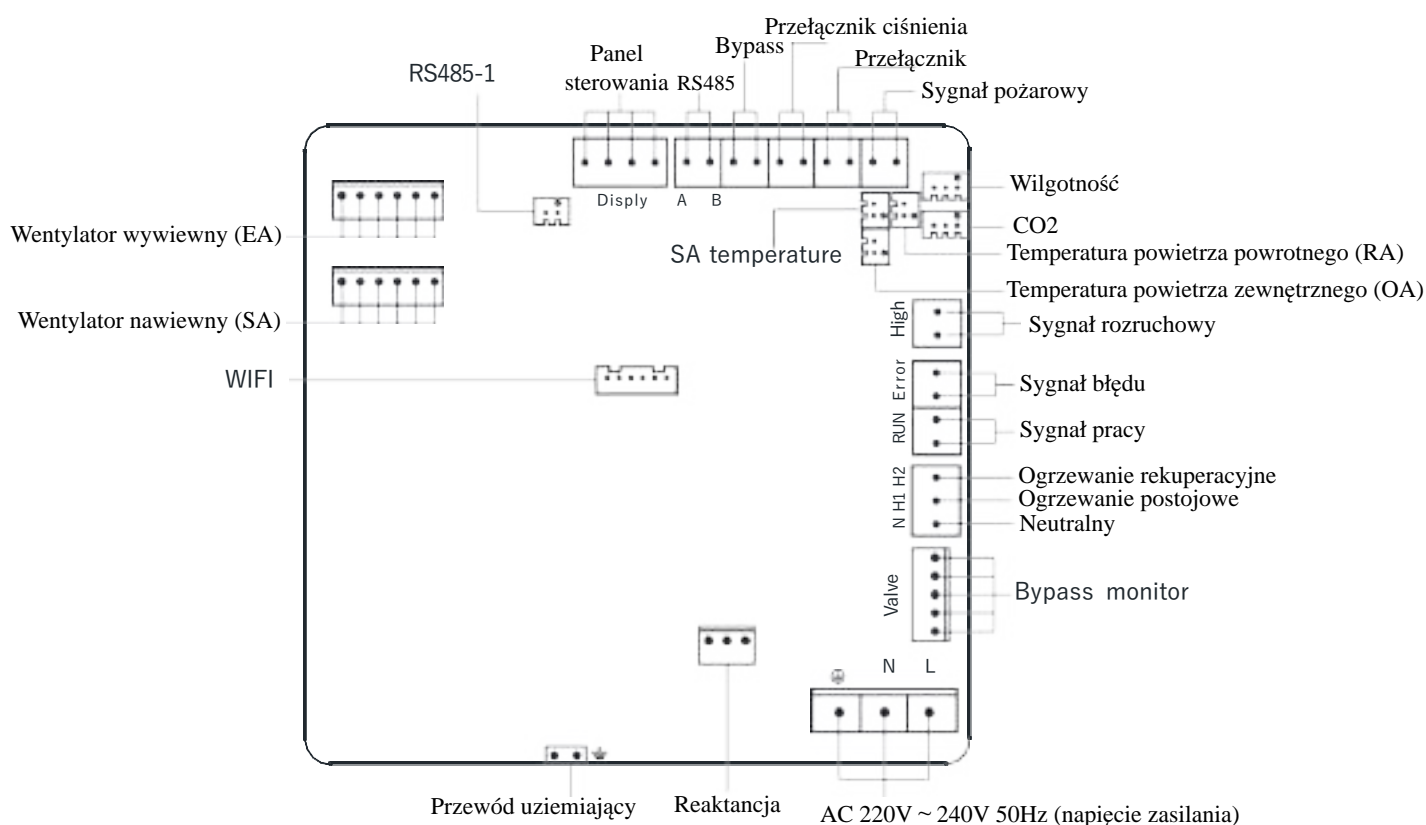 Przełącznik ciśnienia
Bypass
Panel
sterowania
Przełącznik
RS485-1
RS485
Sygnał pożarowy
Wilgotność
Disply
A
B
CO2
Wentylator wywiewny (EA)
SA temperature
Temperatura powietrza powrotnego (RA)
Temperatura powietrza zewnętrznego (OA)
Wentylator nawiewny (SA)
High
Sygnał rozruchowy
WIFI
Error
Sygnał błędu
RUN
Sygnał pracy
N H1 H2
Ogrzewanie rekuperacyjne
Ogrzewanie postojowe
Neutralny
Valve
Bypass monitor
N
L
Przewód uziemiający
Reaktancja
AC 220V ~ 240V 50Hz (napięcie zasilania)